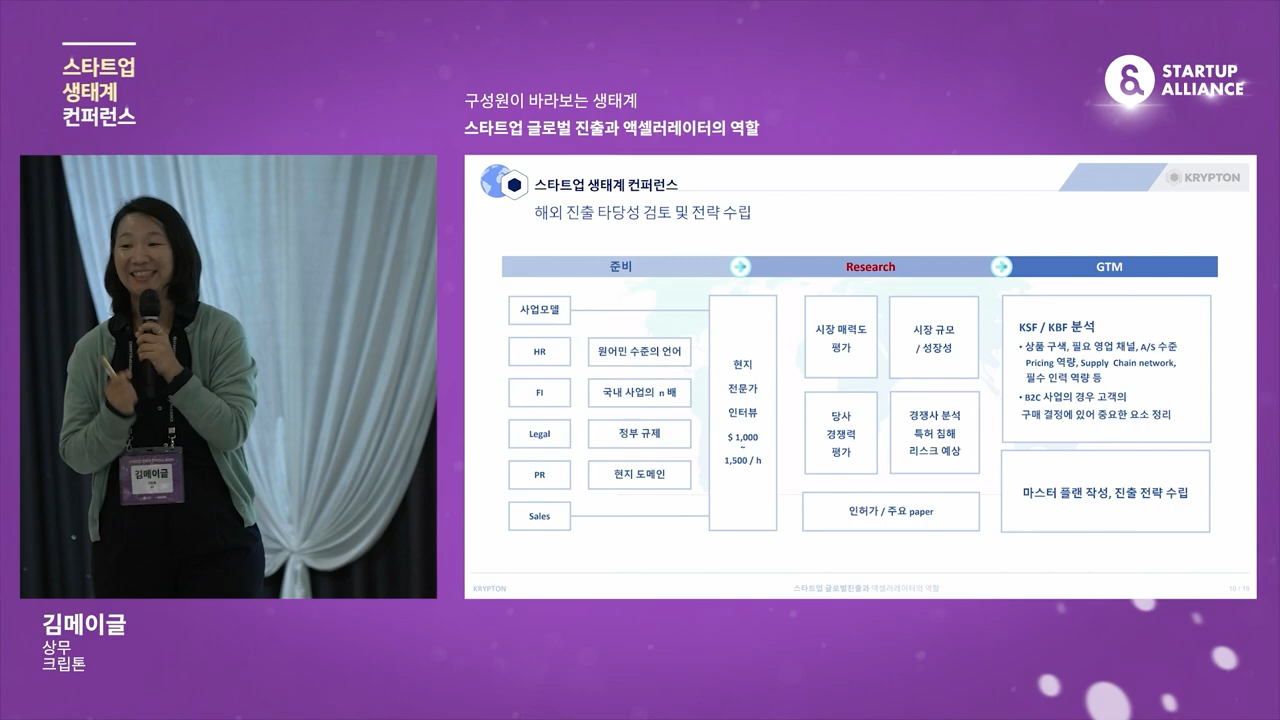 스타트업
생태계
컨퍼런스
STARTUP
ALLIANCE
구성원이 바라보는 생태계
스타트업 글로벌 진출과 액셀러레이터의 역할
스타트업 생태계 컨퍼런스
KRYPTON
해외 진출 타당성 검토 및 전략 수립
준비
Research
GTM
사업모델
HR
원어민 수준의 언어
FI
국내 사업의 n 배
Legal
정부 규제
PR
현지 도메인
Sales
현지
전문가
인터뷰
$ 1,000
~
1,500 / h
시장 매력도
평가
시장 규모
/ 성장성
당사
경쟁력
평가
경쟁사 분석
특허 침해
리스크 예상
인허가 / 주요 paper
KSF / KBF 분석
• 상품 구색, 필요 영업 채널, A/S 수준
Pricing 역량, Supply Chain network,
필수 인력 역량 등
• B2C 사업의 경우 고객의
구매 결정에 있어 중요한 요소 정리
마스터 플랜 작성, 진출 전략 수립
KRYPTON
스타트업 글로벌진출과 액셀러레이터의 역할
10 / 19
김메이글
김메이글
상무
크립톤